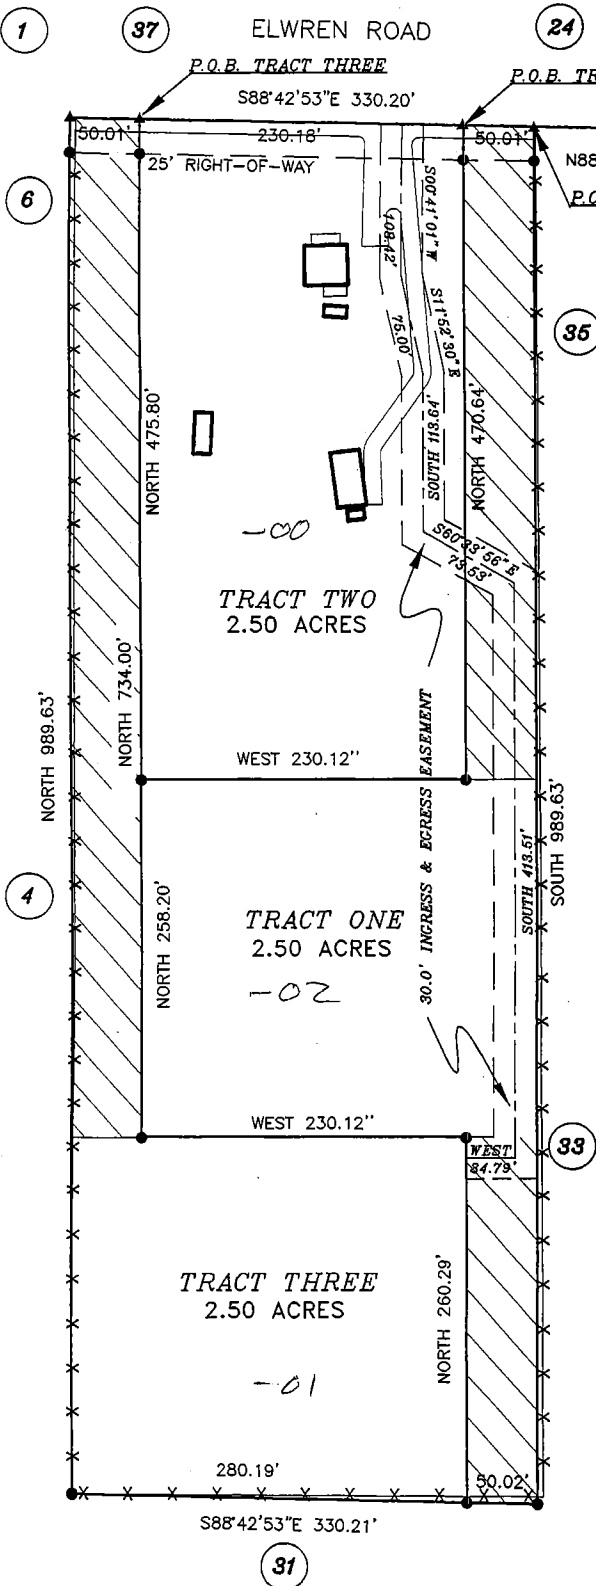 1
37
ELWREN ROAD
24
P.O.B. TRACT THREE
P.O.B. TR
S88°42'53"E 330.20'
50.01'
230.18'
50.01'
25' RIGHT-OF-WAY
N88
6
P.O
S00°41'01"W
108.42'
S11°52'30"E
75.00'
35
NORTH 475.80'
SOUTH 118.64'
NORTH 470.64'
-00
S60°33'56"E
73.53'
TRACT TWO
2.50 ACRES
NORTH 734.00'
NORTH 989.63'
WEST 230.12''
30.0' INGRESS & EGRESS EASEMENT
SOUTH 989.63'
SOUTH 413.51'
4
TRACT ONE
2.50 ACRES
NORTH 258.20'
-02
WEST 230.12''
33
WEST
84.79'
TRACT THREE
2.50 ACRES
NORTH 260.29'
-01
280.19'
50.02'
S88°42'53"E 330.21'
31